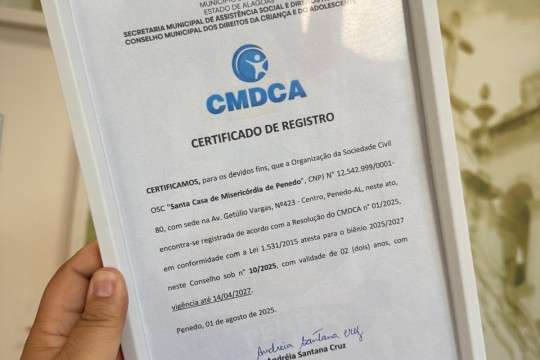 MUNICÍPIO
ESTADO DE ALAGOAS
SECRETARIA MUNICIPAL DE ASSISTÊNCIA SOCIAL E DIREITOS
CONSELHO MUNICIPAL DOS DIREITOS DA CRIANÇA E DO ADOLESCENTE
CMDCA
CERTIFICADO DE REGISTRO
CERTIFICAMOS, para os devidos fins, que a Organização da Sociedade Civil
OSC "Santa Casa de Misericórdia de Penedo", CNPJ N° 12.542.999/0001-
80, com sede na Av. Getúlio Vargas, Nº423 - Centro, Penedo-AL, neste ato,
encontra-se registrada de acordo com a Resolução do CMDCA n° 01/2025,
em conformidade com a Lei 1.531/2015 atesta para o biênio 2025/2027
neste Conselho sob n° 10/2025, com validade de 02 (dois) anos, com
vigência até 14/04/2027.
Penedo, 01 de agosto de 2025.
Andréia Santana Cruz
Andréia Santana Cruz